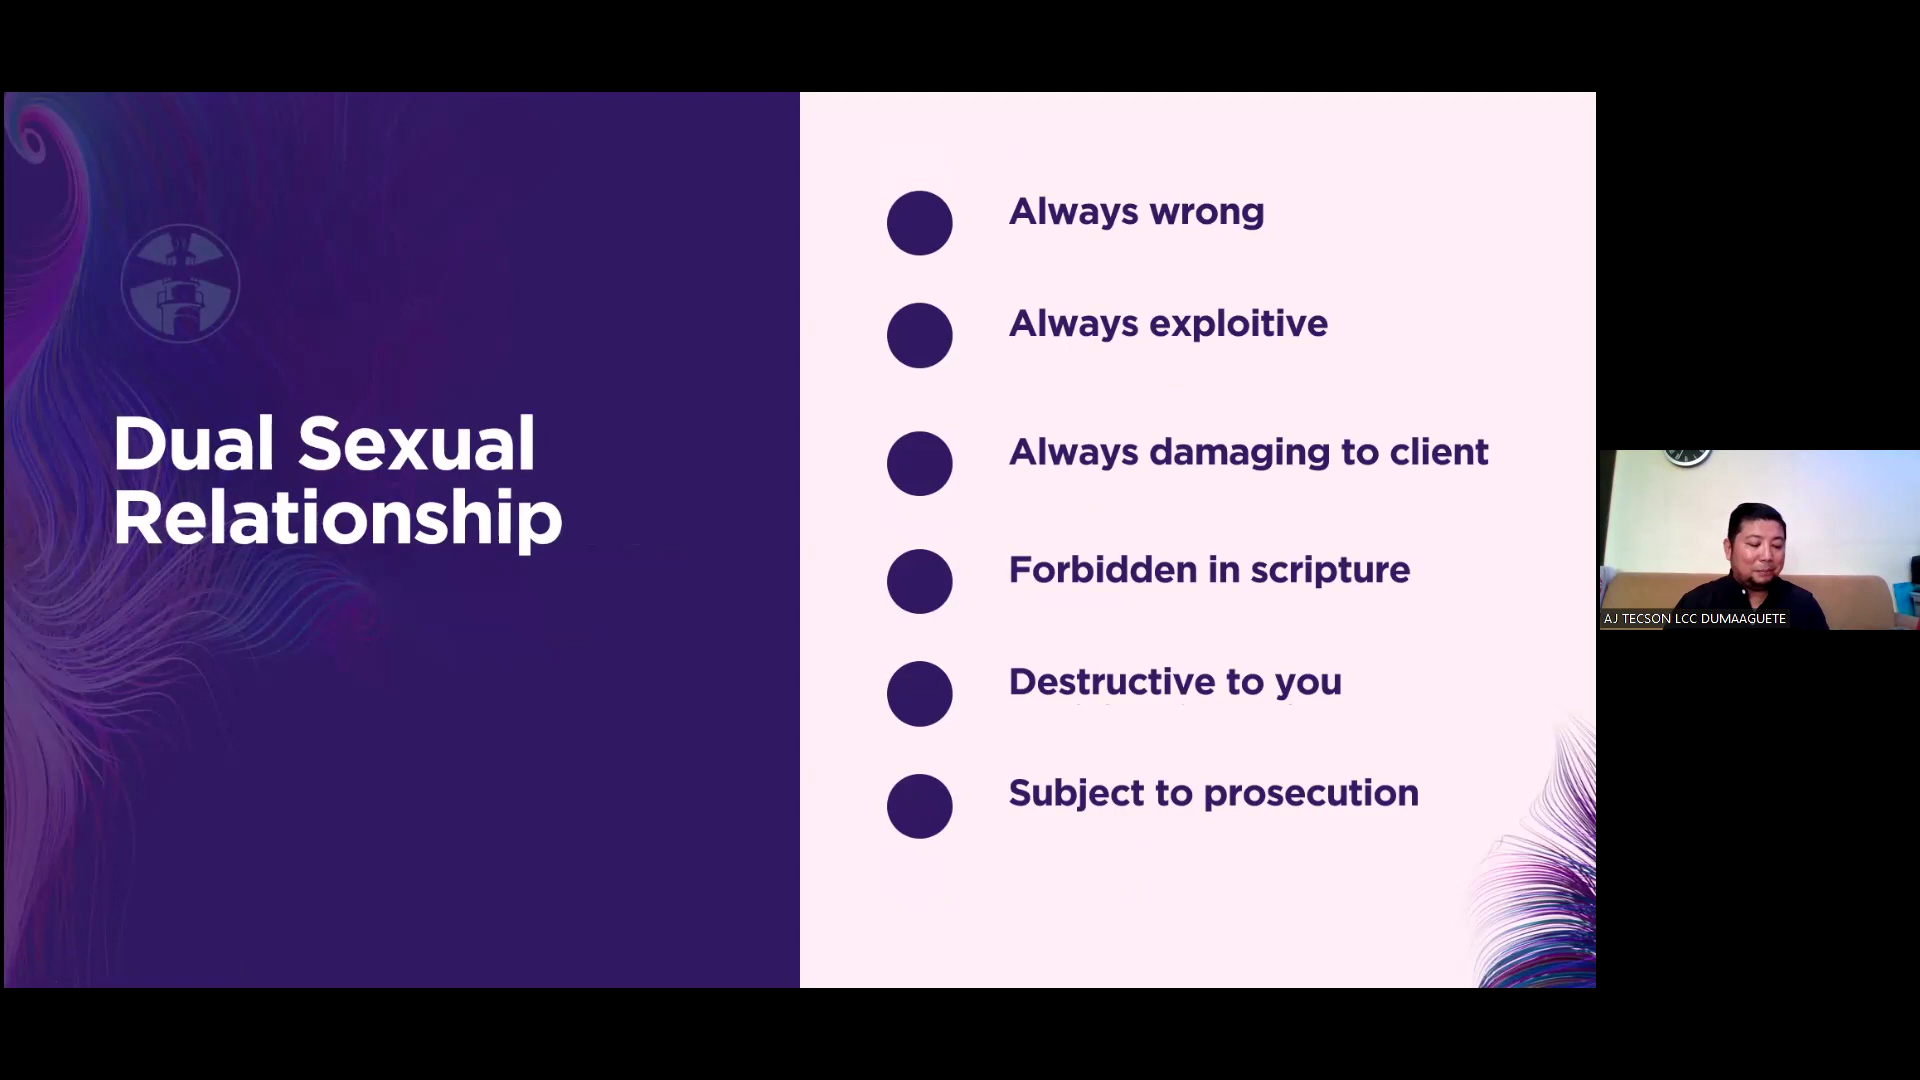 Dual Sexual
Relationship
Always wrong
Always exploitive
Always damaging to client
Forbidden in scripture
Destructive to you
Subject to prosecution
AJ TECSON LCC DUMAAGUETE